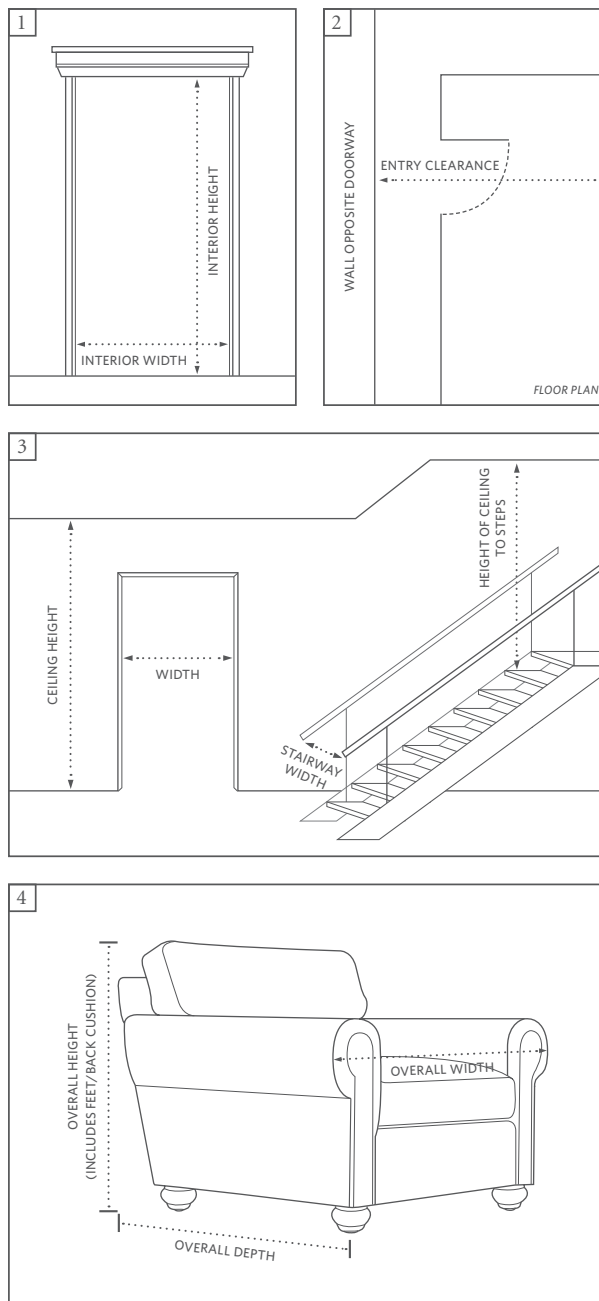 1
INTERIOR HEIGHT
INTERIOR WIDTH
2
WALL OPPOSITE DOORWAY
ENTRY CLEARANCE
FLOOR PLAN
3
CEILING HEIGHT
WIDTH
HEIGHT OF CEILING
TO STEPS
STAIRWAY
WIDTH
4
OVERALL HEIGHT
(INCLUDES FEET/BACK CUSHION)
OVERALL WIDTH
OVERALL DEPTH